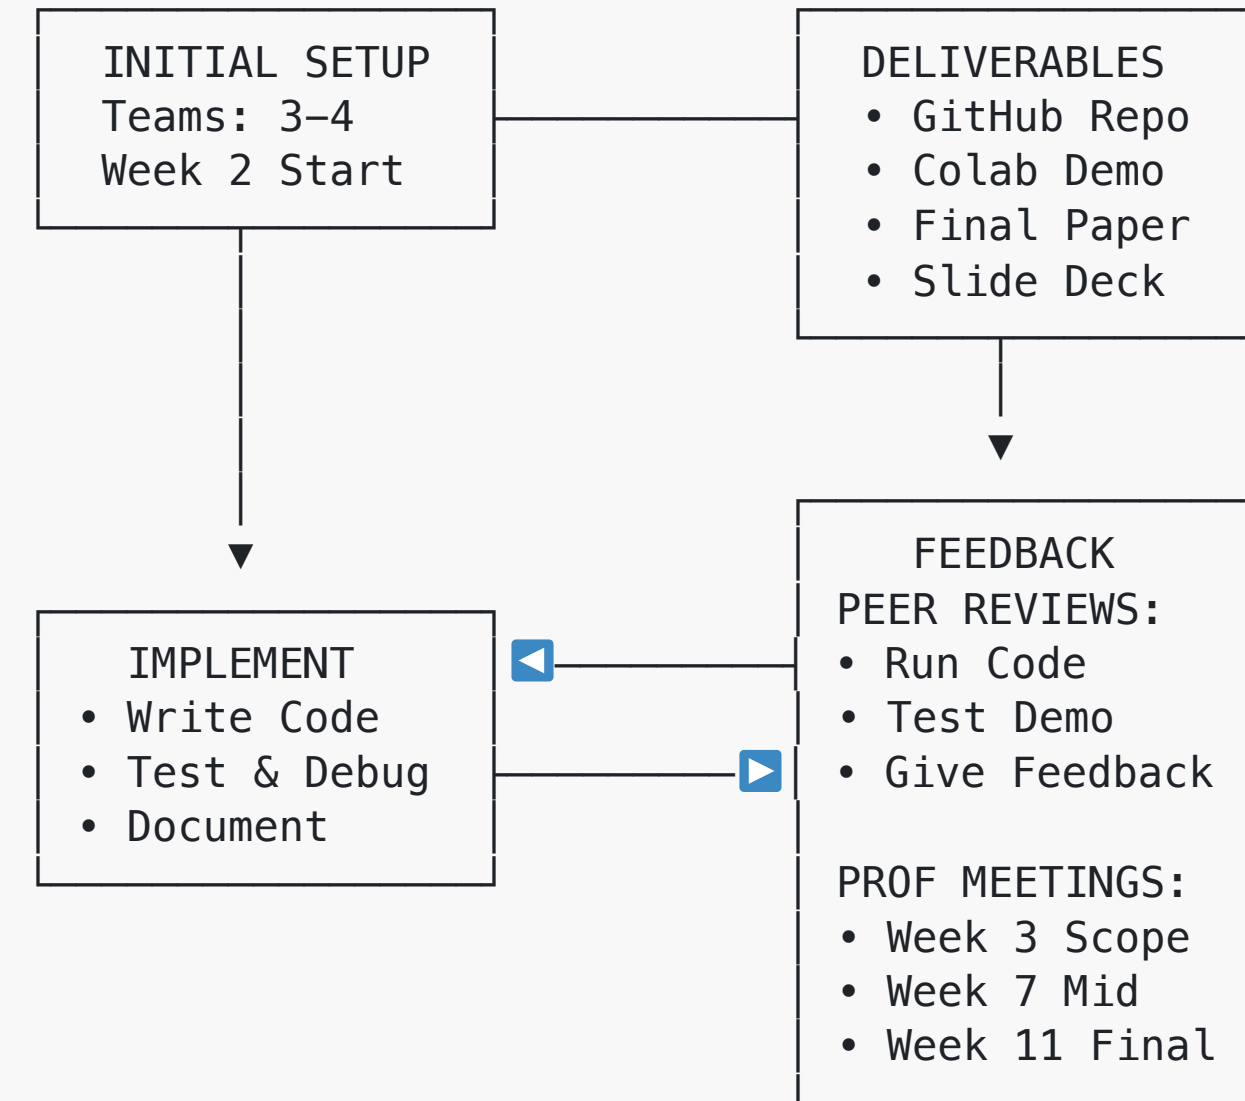 INITIAL SETUP
Teams: 3–4
Week 2 Start
DELIVERABLES
• GitHub Repo
• Colab Demo
• Final Paper
• Slide Deck
IMPLEMENT
• Write Code
• Test & Debug
• Document
FEEDBACK
PEER REVIEWS:
• Run Code
• Test Demo
• Give Feedback
PROF MEETINGS:
• Week 3 Scope
• Week 7 Mid
• Week 11 Final